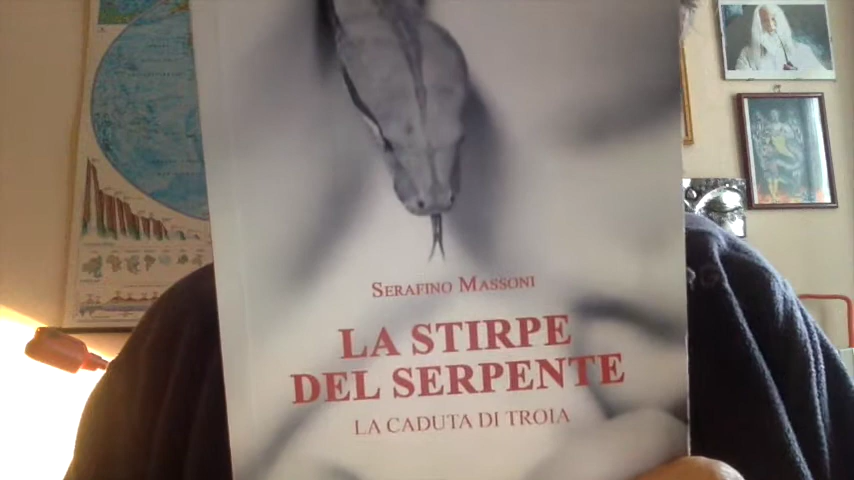 SERAFINO MASSONI
LA STIRPE
DEL SERPENTE
LA CADUTA DI TROIA